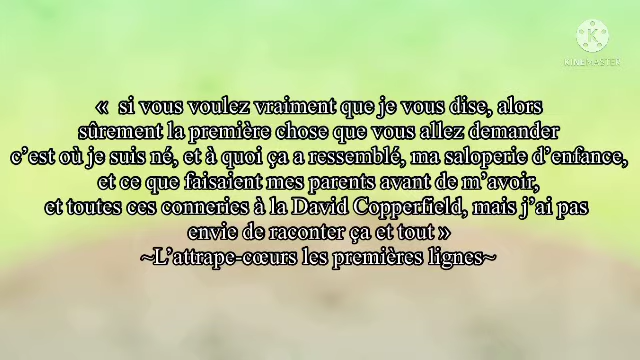 KINEMASTER
«  si vous voulez vraiment que je vous dise, alors
sûrement la première chose que vous allez demander
c’est où je suis né, et à quoi ça a ressemblé, ma saloperie d’enfance,
et ce que faisaient mes parents avant de m’avoir,
et toutes ces conneries à la David Copperfield, mais j’ai pas
envie de raconter ça et tout »
~L’attrape-cœurs les premières lignes~